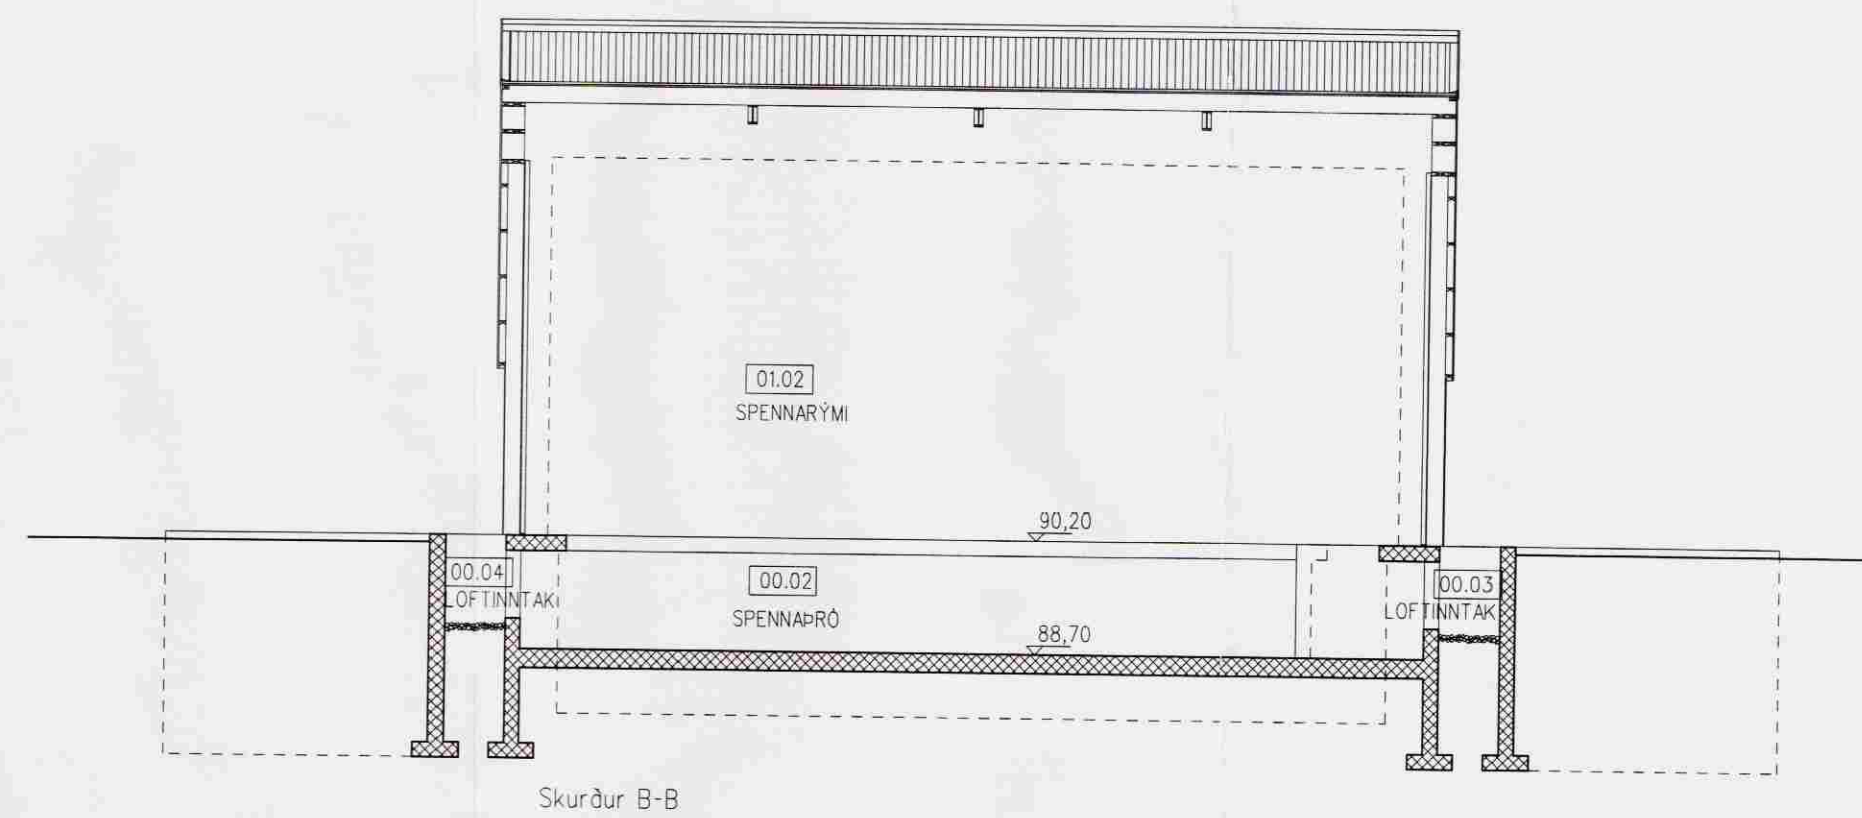 01.02
SPENNARÝMI
90,20
00.04
LOFTINNTAK
00.02
SPENNAÞRÓ
88,70
00.03
LOFTINNTAK
Skurður B-B